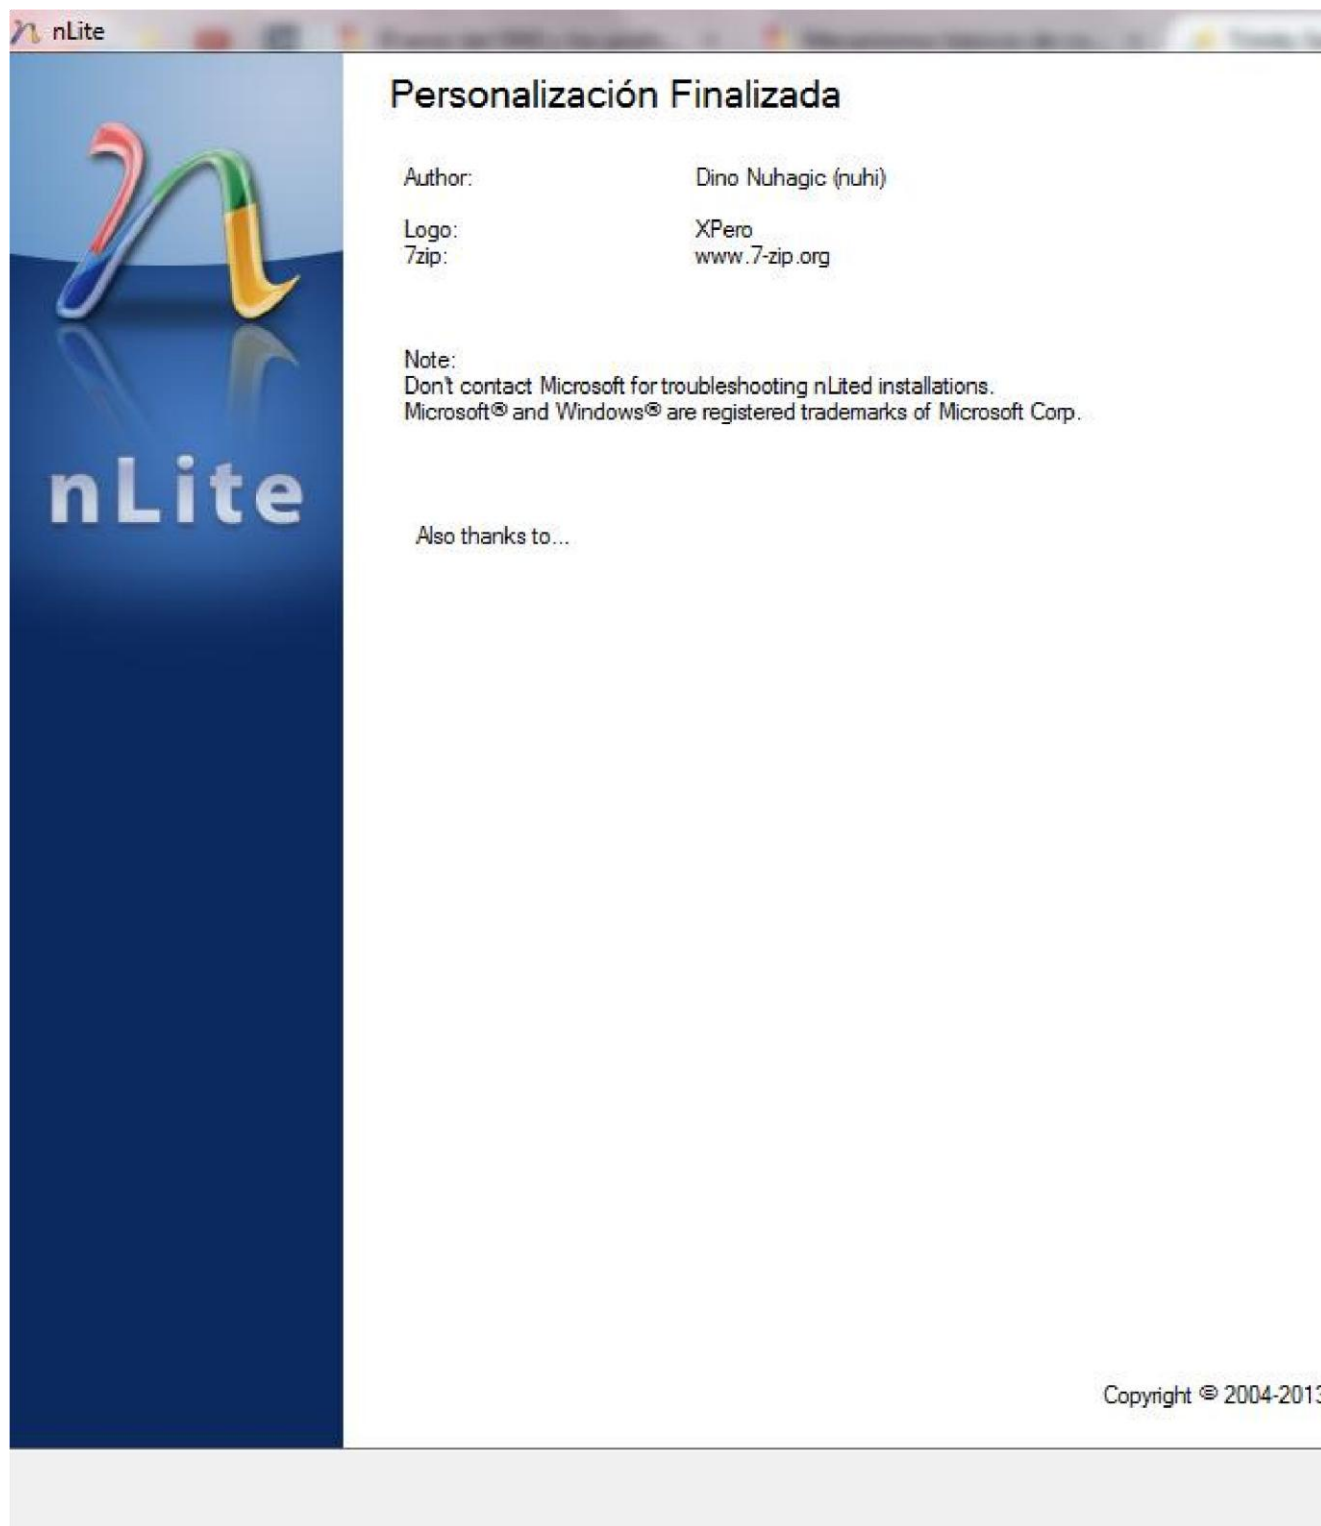 nLite
Personalización Finalizada
Author: Dino Nuhagic (nuhi)
Logo: XPero
7zip: www.7-zip.org
Note:
Don't contact Microsoft for troubleshooting nLited installations.
Microsoft® and Windows® are registered trademarks of Microsoft Corp.
nLite
Also thanks to...
Copyright © 2004-2013